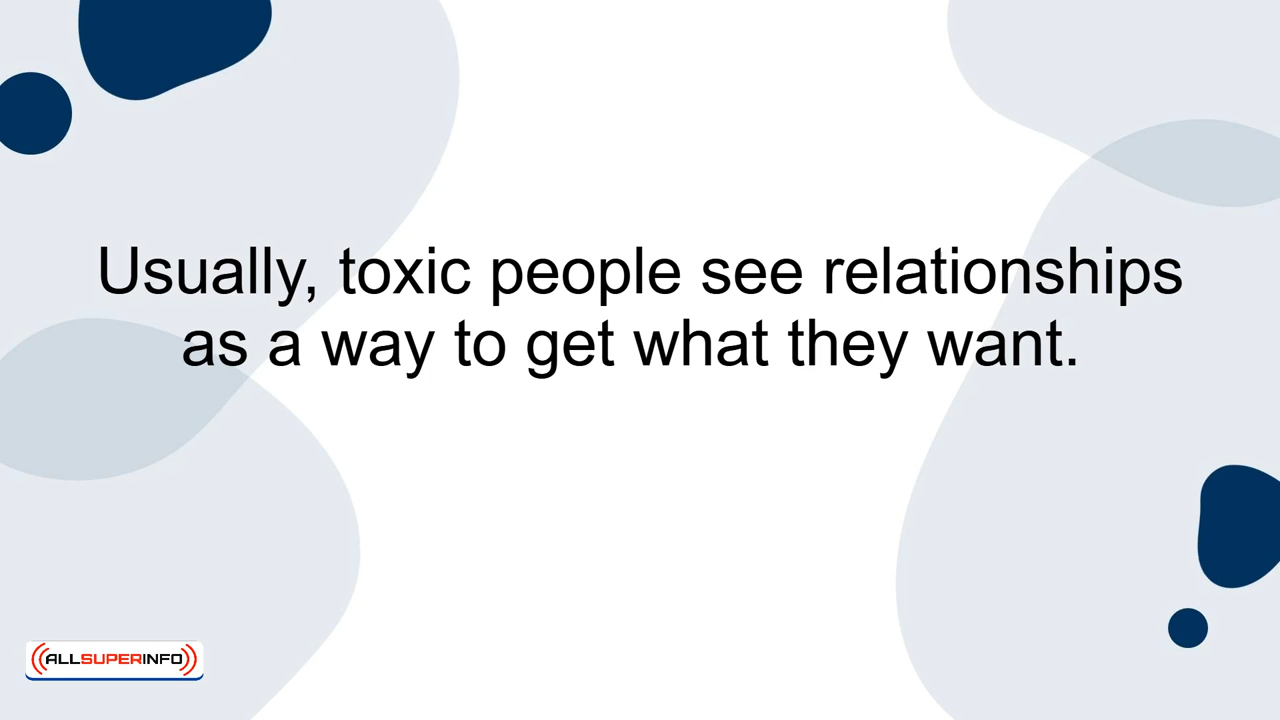 Usually, toxic people see relationships
as a way to get what they want.
ALLSUPERINFO